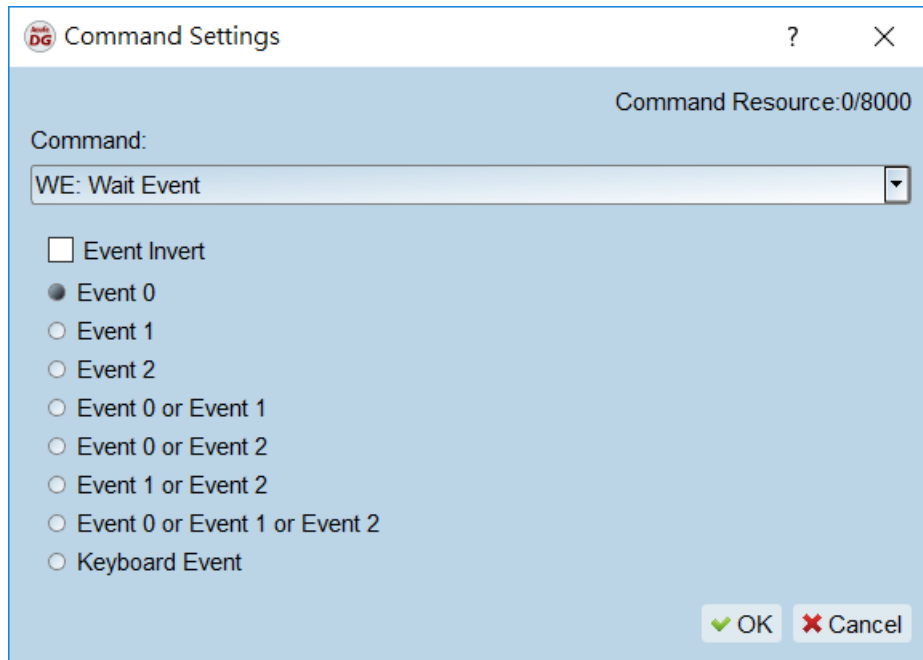 Acute
DG
Command Settings
?
Command Resource:0/8000
Command:
WE: Wait Event
Event Invert
Event 0
Event 1
Event 2
Event 0 or Event 1
Event 0 or Event 2
Event 1 or Event 2
Event 0 or Event 1 or Event 2
Keyboard Event
OK
Cancel